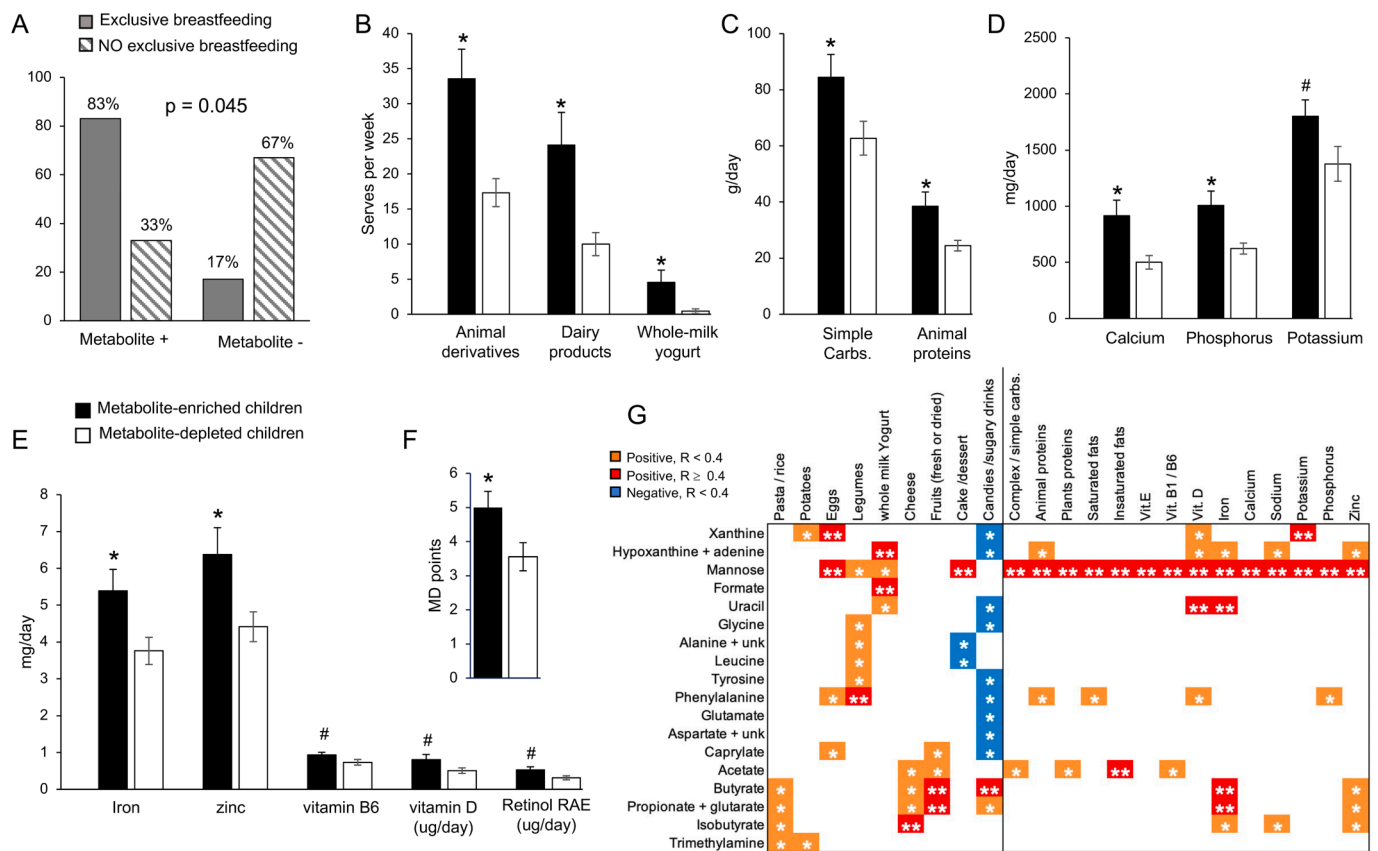 A
Exclusive breastfeeding
NO exclusive breastfeeding
100
80
60
40
20
0
83%
33%
17%
67%
p = 0.045
Metabolite +
Metabolite -
B
Serves per week
40
35
30
25
20
15
10
5
0
*
*
*
Animal
derivatives
Dairy
products
Whole-milk
yogurt
C
g/day
100
80
60
40
20
0
*
*
Simple
Carbs.
Animal
proteins
D
mg/day
2500
2000
1500
1000
500
0
*
*
#
Calcium
Phosphorus
Potassium
Metabolite-enriched children
Metabolite-depleted children
E
mg/day
8
7
6
5
4
3
2
1
0
*
*
#
#
#
Iron
zinc
vitamin B6
vitamin D
(ug/day)
Retinol RAE
(ug/day)
F
MD points
6
5
4
3
2
1
0
*
G
Positive, R < 0.4
Positive, R ≥ 0.4
Negative, R < 0.4
Pasta / rice
Potatoes
Eggs
Legumes
whole milk Yogurt
Cheese
Fruits (fresh or dried)
Cake /dessert
Candies /sugary drinks
Complex / simple carbs.
Animal proteins
Plants proteins
Saturated fats
Insaturated fats
Vit.E
Vit. B1 / B6
Vit. D
Iron
Calcium
Sodium
Potassium
Phosphorus
Zinc
Xanthine * ** * * **
Hypoxanthine + adenine ** * * * * * *
Mannose ** * * ** ** ** ** ** ** ** ** ** ** ** ** ** ** **
Formate **
Uracil * * ** **
Glycine * *
Alanine + unk * *
Leucine * *
Tyrosine * *
Phenylalanine * ** * * * * *
Glutamate *
Aspartate + unk *
Caprylate * * *
Acetate * * * * ** *
Butyrate * * ** ** ** *
Propionate + glutarate * * ** * ** *
Isobutyrate * ** * * *
Trimethylamine * *